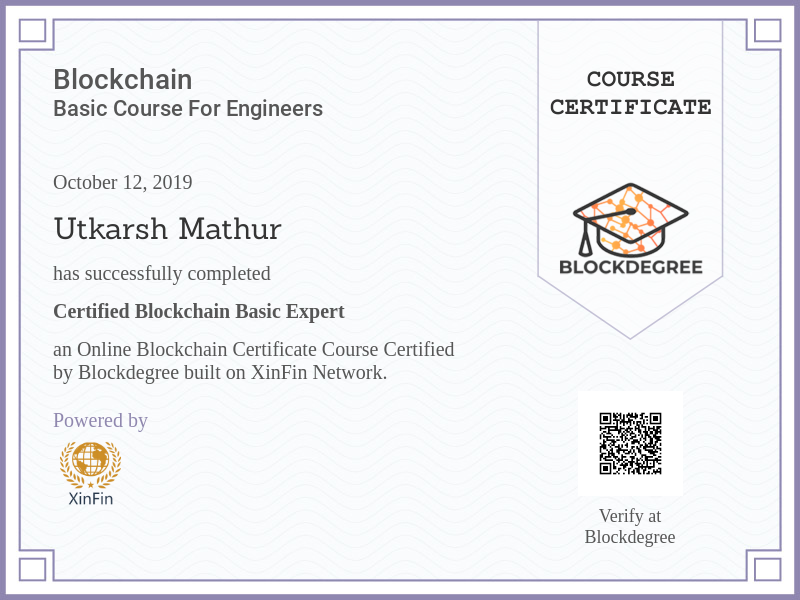 Blockchain
Basic Course For Engineers
October 12, 2019
Utkarsh Mathur
has successfully completed
Certified Blockchain Basic Expert
an Online Blockchain Certificate Course Certified
by Blockdegree built on XinFin Network.
Powered by
XinFin
COURSE
CERTIFICATE
BLOCKDEGREE
Verify at
Blockdegree